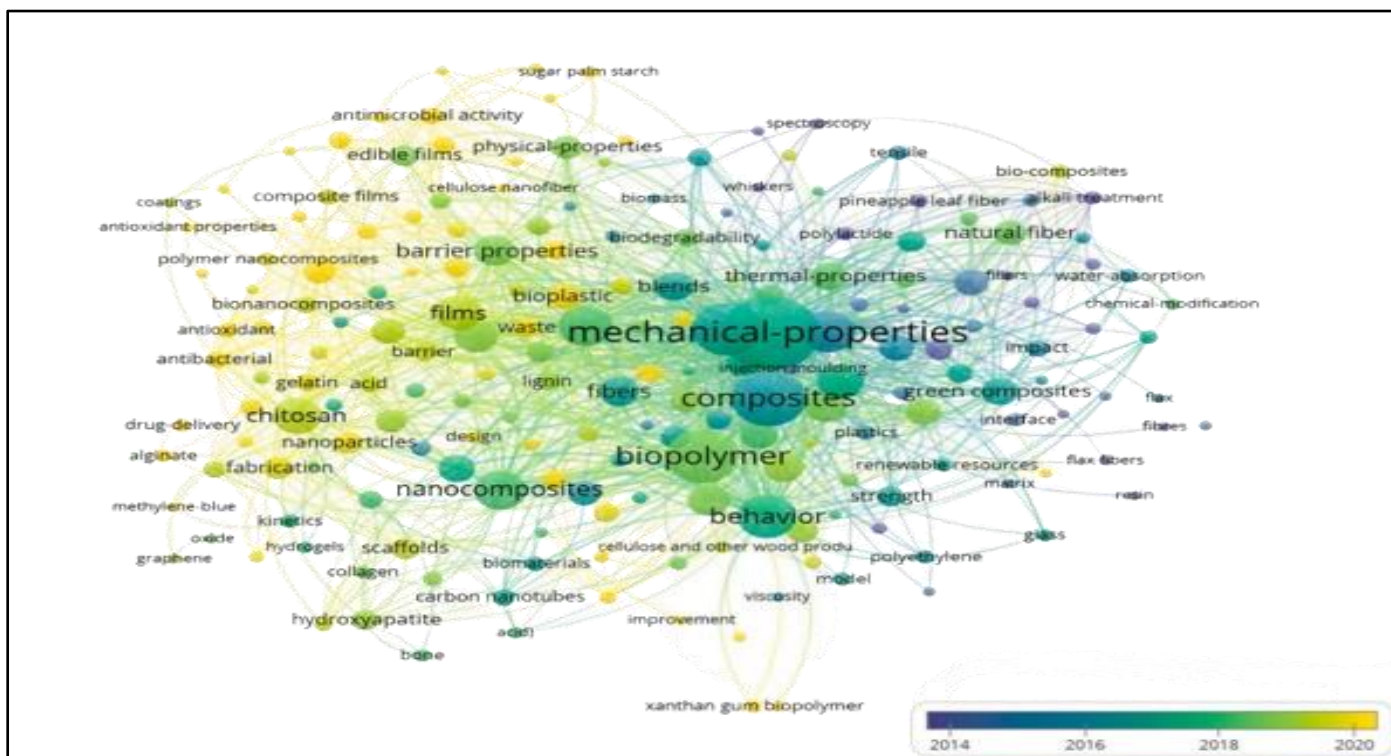 sugar palm starch
antimicrobial activity
spectroscopy
edible films
physical-properties
tensile
bio-composites
composite films
cellulose nanofiber
whiskers
biomass
pineapple leaf fiber
alkali treatment
coatings
antioxidant properties
barrier properties
biodegradability
polylactide
natural fiber
polymer nanocomposites
thermal-properties
fibers
water-absorption
bionanocomposites
bioplastic
blends
chemical-modification
films
antioxidant
waste
mechanical-properties
antibacterial
barrier
impact
gelatin
acid
lignin
fibers
injection moulding
green composites
composites
flax
chitosan
interface
drug-delivery
nanoparticles
design
plastics
fibres
alginate
fabrication
biopolymer
renewable resources
flax fibers
nanocomposites
strength
matrix
resin
methylene-blue
kinetics
behavior
oxide
hydrogels
scaffolds
cellulose and other wood produ
glass
graphene
collagen
biomaterials
polyethylene
model
carbon nanotubes
viscosity
hydroxyapatite
improvement
bone
xanthan gum biopolymer
2014 2016 2018 2020